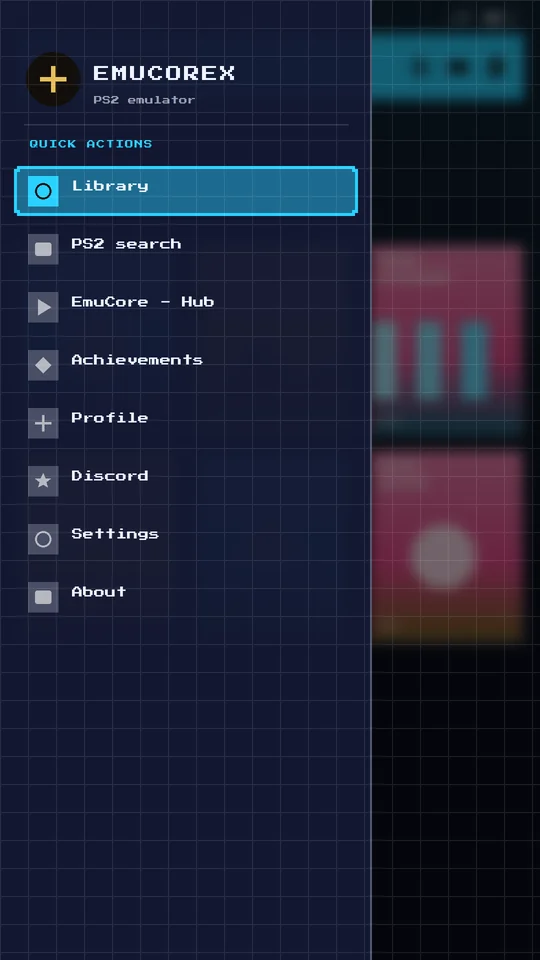 EMUCOREX
PS2 emulator
QUICK ACTIONS
Library
PS2 search
EmuCore - Hub
Achievements
Profile
Discord
Settings
About